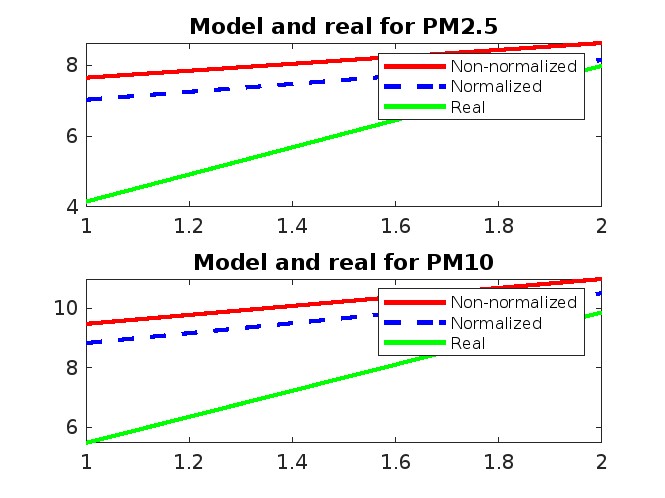 Model and real for PM2.5
8
6
4
Non-normalized
Normalized
Real
1 1.2 1.4 1.6 1.8 2
Model and real for PM10
10
8
6
Non-normalized
Normalized
Real
1 1.2 1.4 1.6 1.8 2